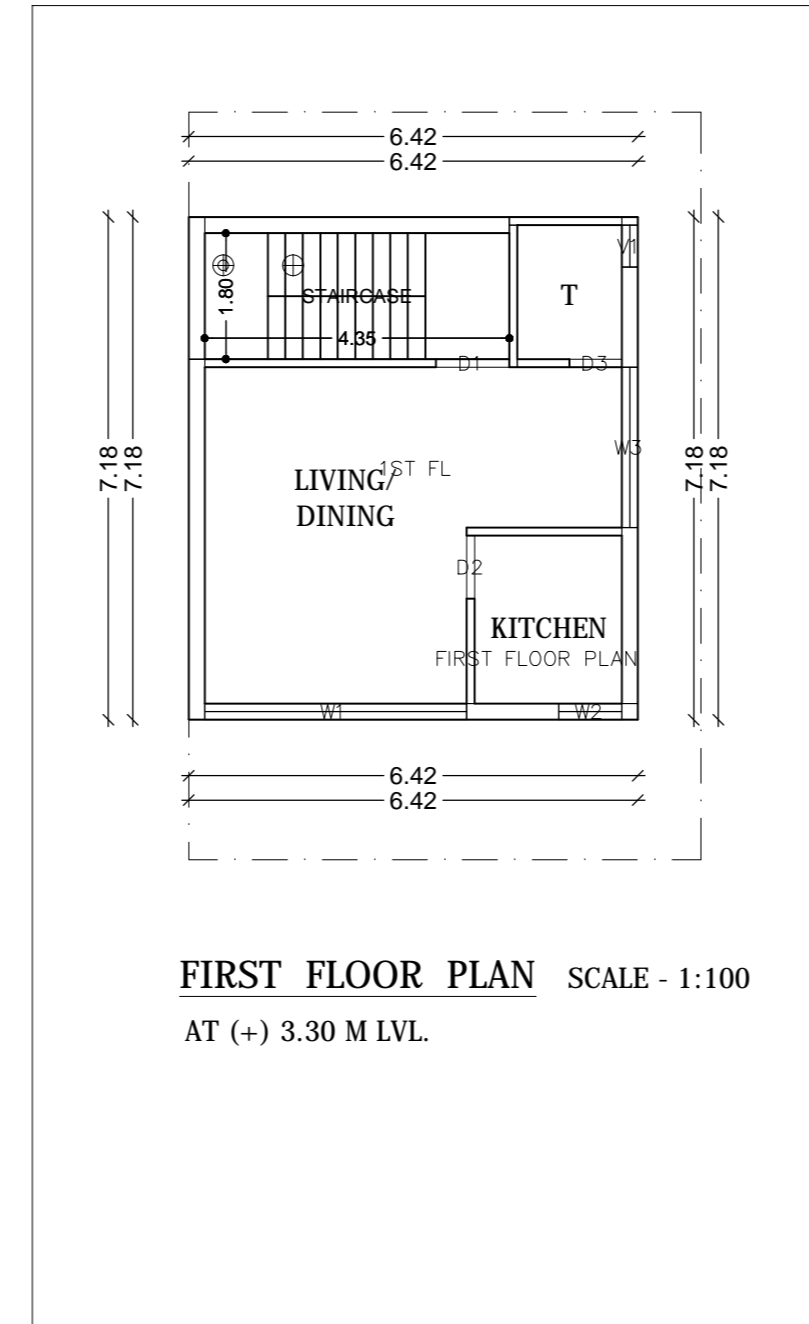 6.42
6.42
V1
1.80
STAIRCASE
T
4.35
D1
D3
7.18
7.18
W3
7.18
7.18
1ST FL
LIVING/
DINING
D2
KITCHEN
FIRST FLOOR PLAN
W1
W2
6.42
6.42
FIRST FLOOR PLAN SCALE - 1:100
AT (+) 3.30 M LVL.